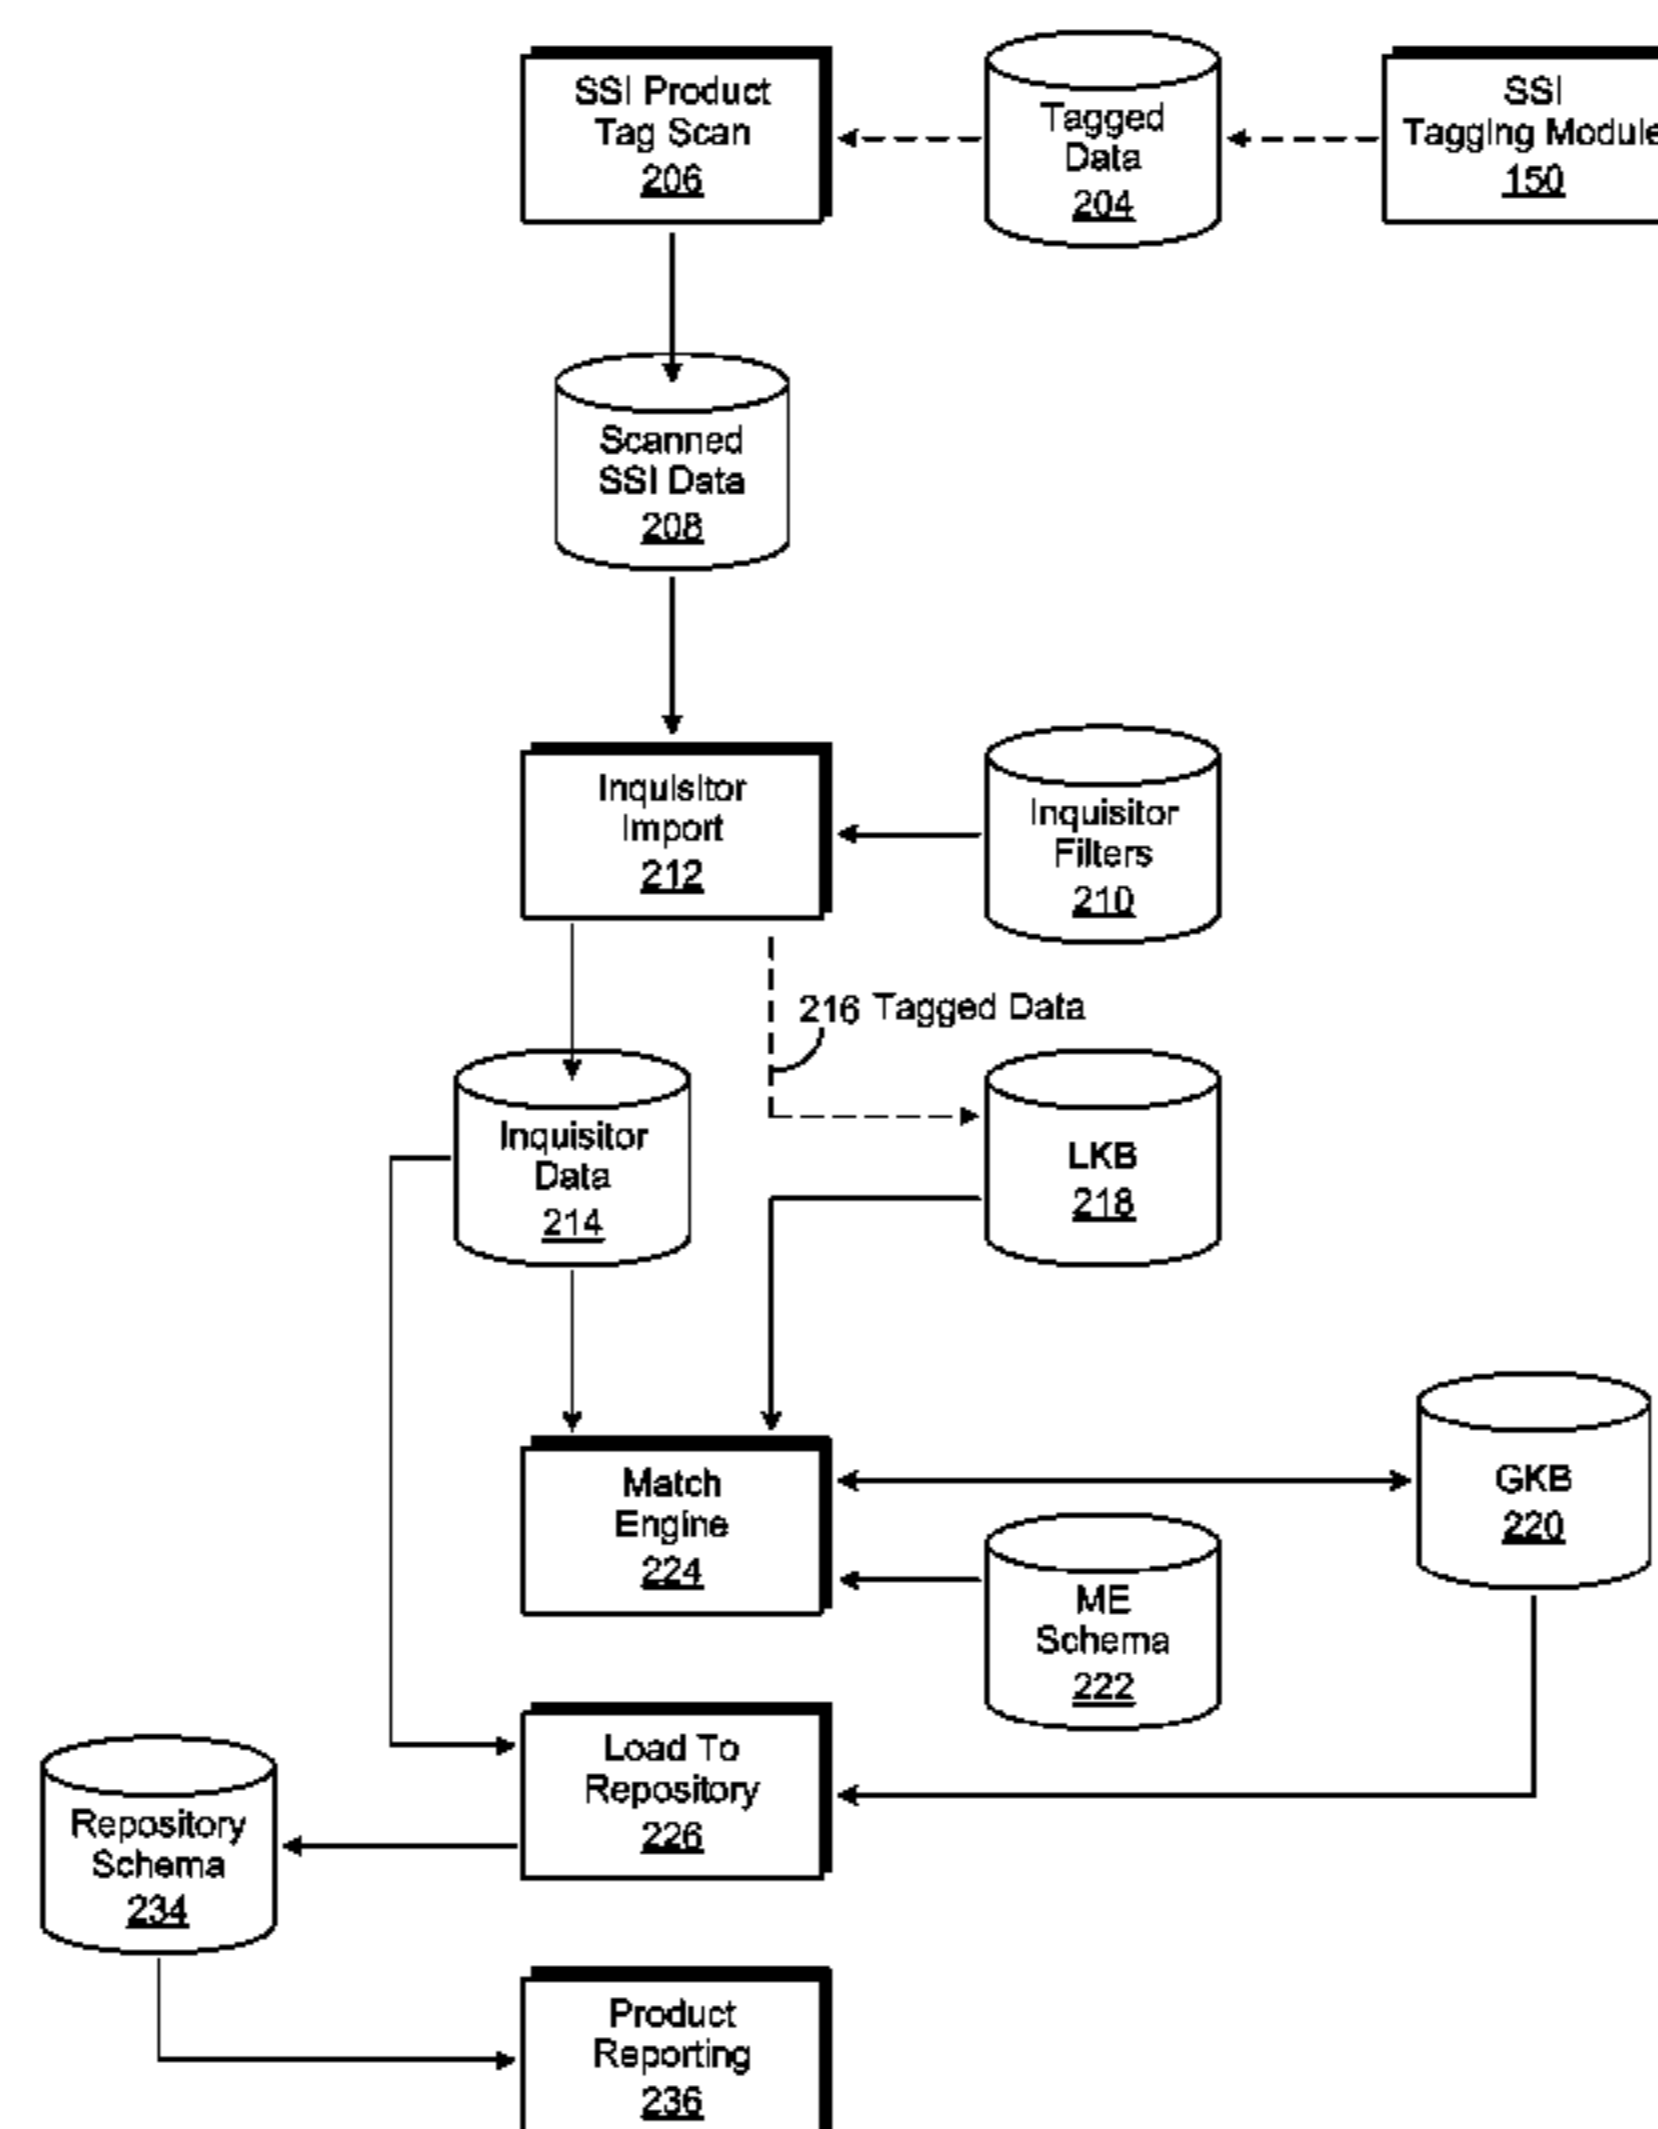 SSI Product
Tag Scan
206
Tagged
Data
204
SSI
Tagging Module
150
Scanned
SSI Data
208
Inquisitor
Import
212
Inquisitor
Filters
210
216 Tagged Data
Inquisitor
Data
214
LKB
218
Match
Engine
224
GKB
220
ME
Schema
222
Load To
Repository
226
Repository
Schema
234
Product
Reporting
236